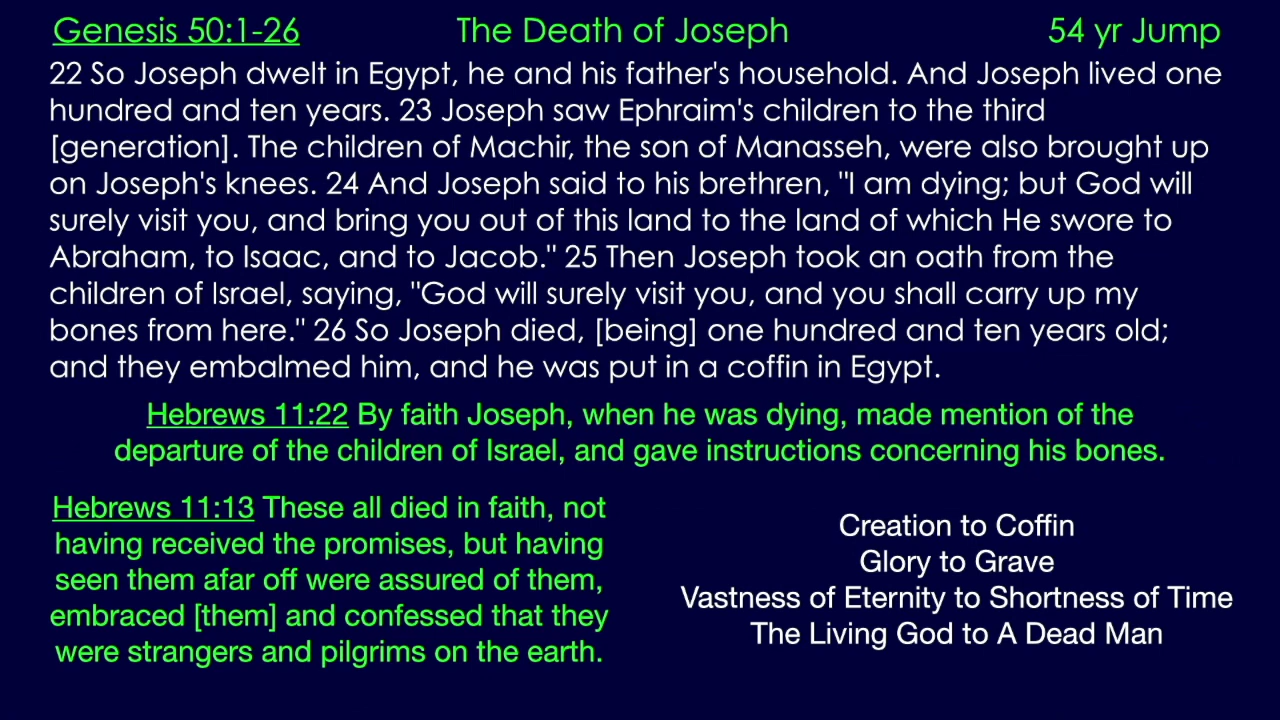 Genesis 50:1-26 The Death of Joseph 54 yr Jump
22 So Joseph dwelt in Egypt, he and his father's household. And Joseph lived one
hundred and ten years. 23 Joseph saw Ephraim's children to the third
[generation]. The children of Machir, the son of Manasseh, were also brought up
on Joseph's knees. 24 And Joseph said to his brethren, "I am dying; but God will
surely visit you, and bring you out of this land to the land of which He swore to
Abraham, to Isaac, and to Jacob." 25 Then Joseph took an oath from the
children of Israel, saying, "God will surely visit you, and you shall carry up my
bones from here." 26 So Joseph died, [being] one hundred and ten years old;
and they embalmed him, and he was put in a coffin in Egypt.
Hebrews 11:22 By faith Joseph, when he was dying, made mention of the
departure of the children of Israel, and gave instructions concerning his bones.
Hebrews 11:13 These all died in faith, not
having received the promises, but having
seen them afar off were assured of them,
embraced [them] and confessed that they
were strangers and pilgrims on the earth.
Creation to Coffin
Glory to Grave
Vastness of Eternity to Shortness of Time
The Living God to A Dead Man